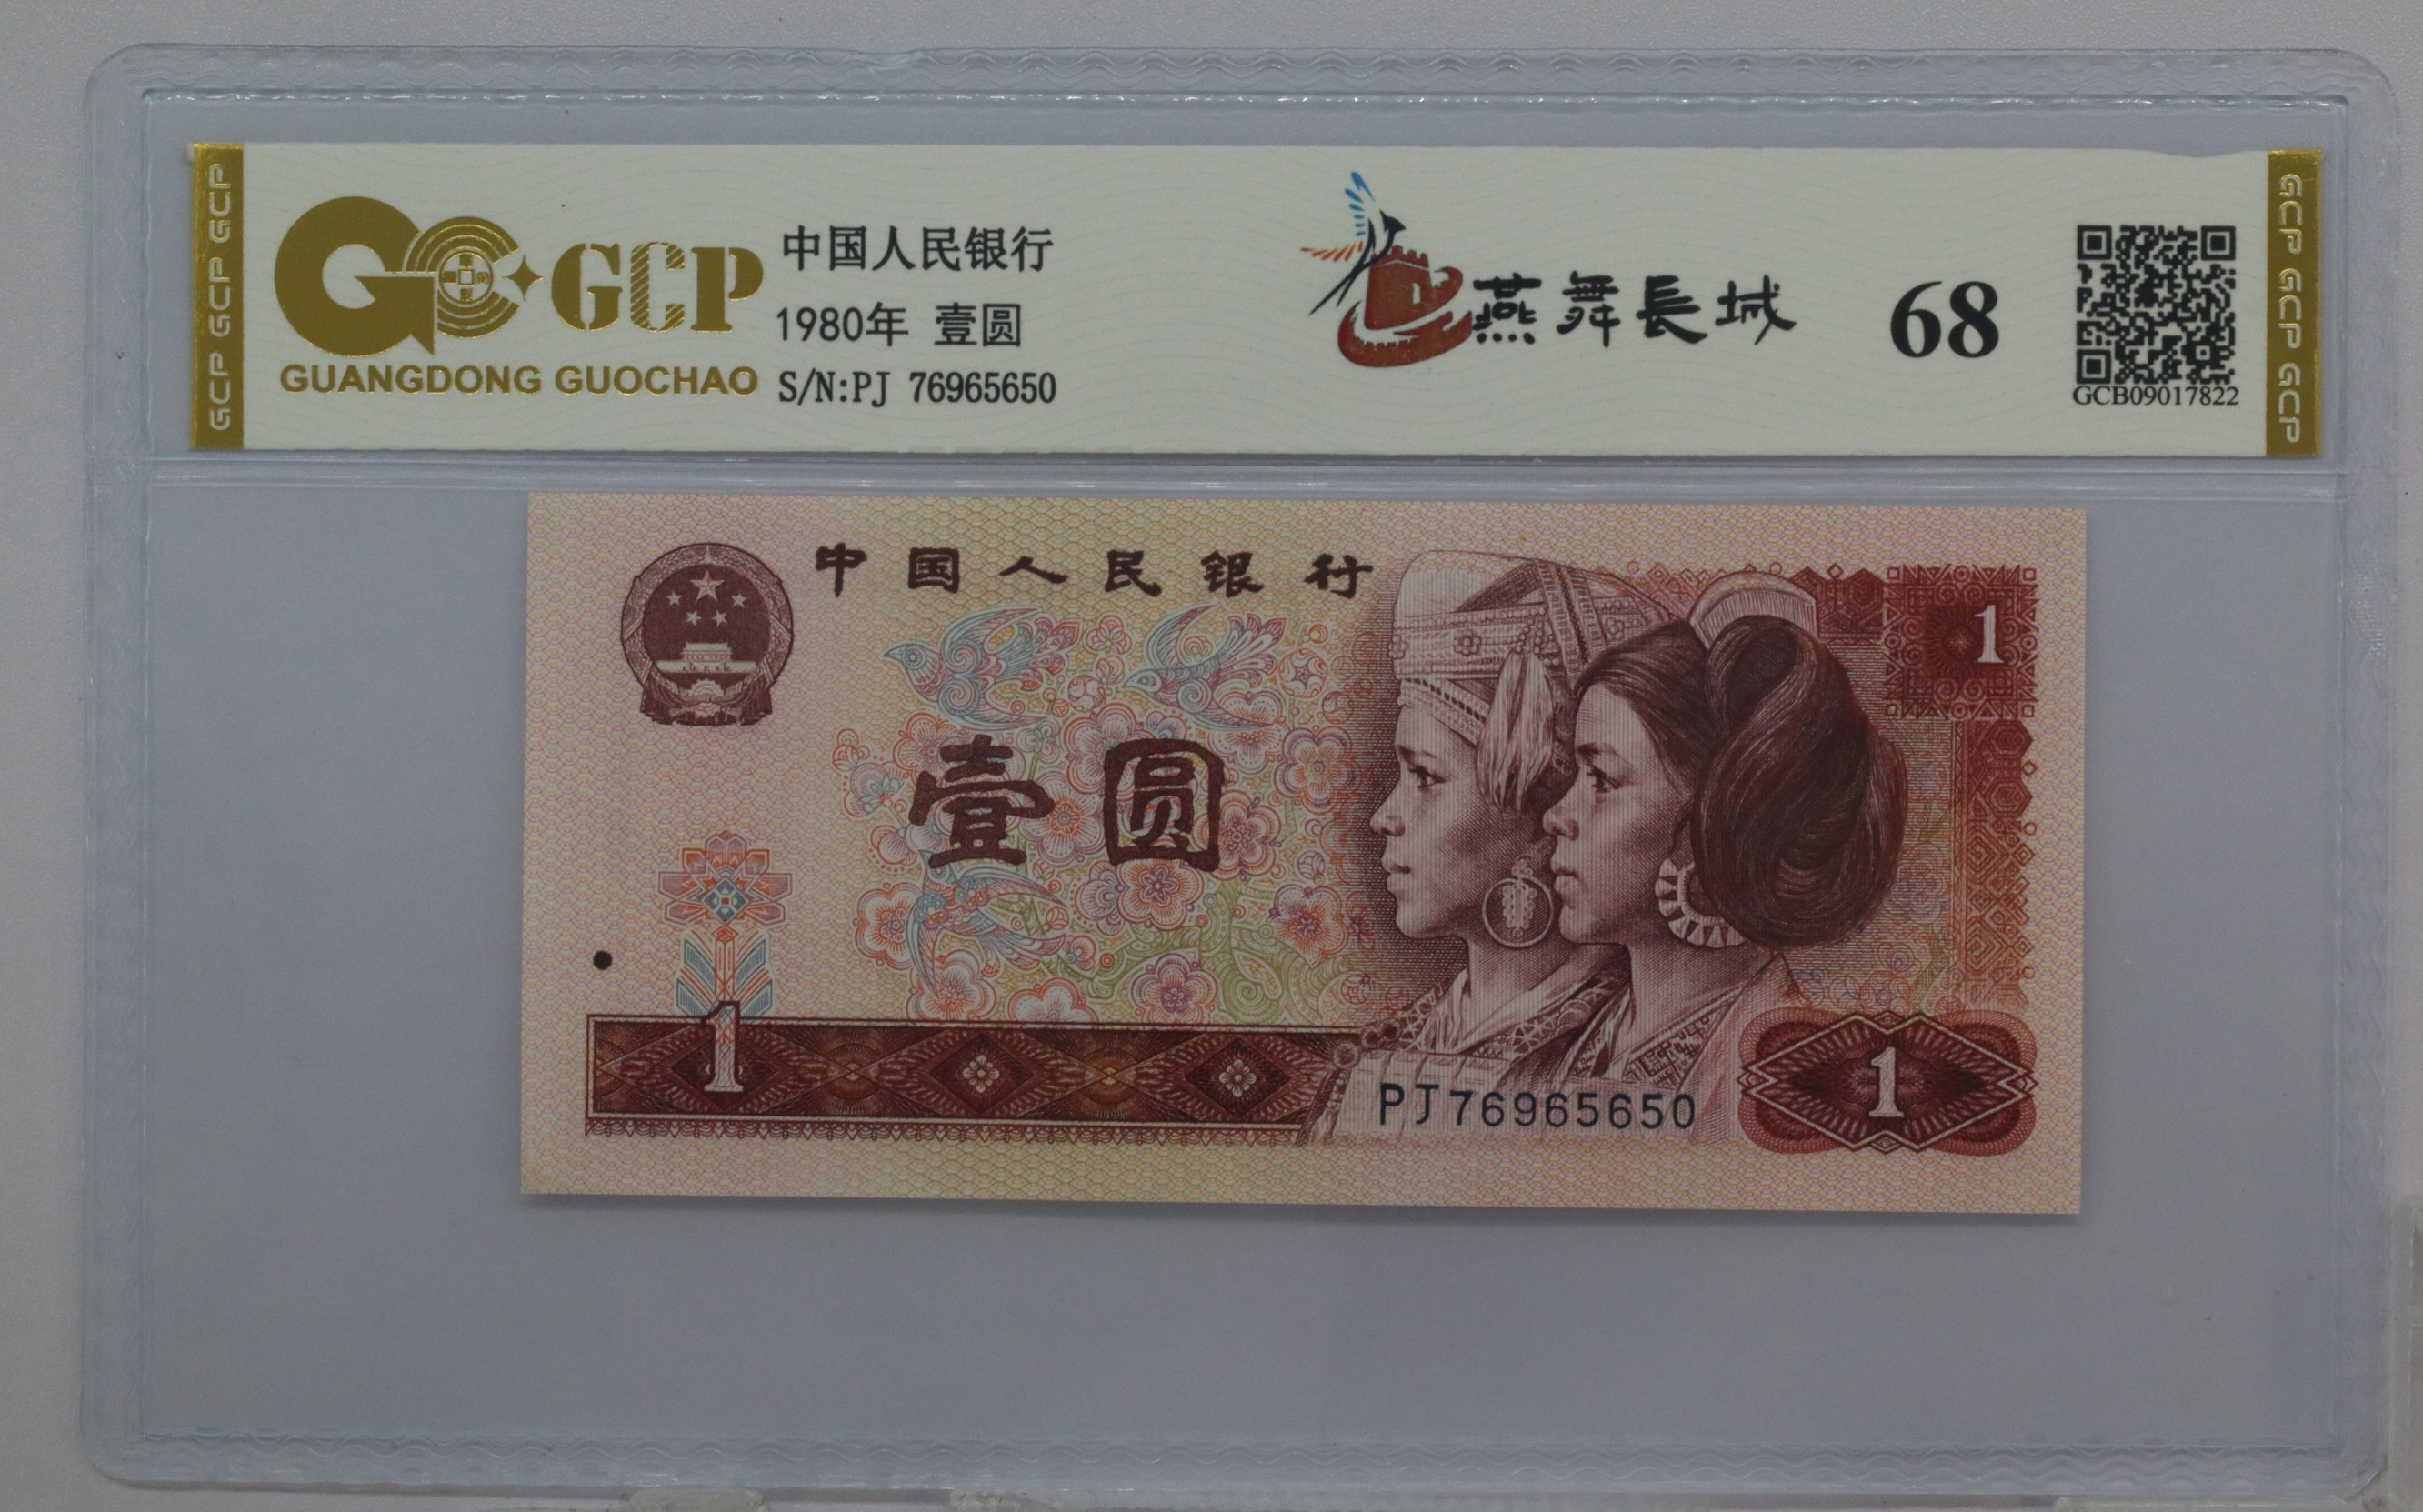 GCP GCP GCP
GCP
GUANGDONG GUOCHAO
中国人民银行
1980年 壹圆
S/N:PJ 76965650
燕舞長城
68
GCB09017822
GCP GCP GCP
中国人民银行
1
壹圆
1
PJ76965650
1